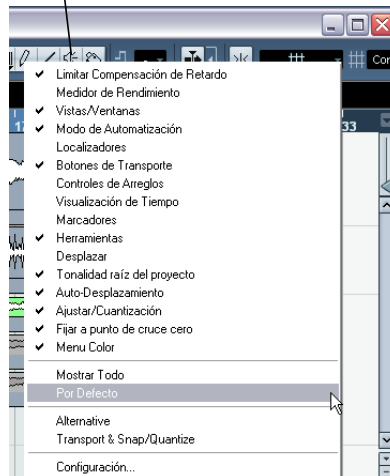 Con
17
33
Limitar Compensación de Retardo
Medidor de Rendimiento
Vistas/Ventanas
Modo de Automatización
Localizadores
Botones de Transporte
Controles de Arreglos
Visualización de Tiempo
Marcadores
Herramientas
Desplazar
Tonalidad raíz del proyecto
Auto-Desplazamiento
Ajustar/Cuantización
Fijar a punto de cruce cero
Menu Color
Mostrar Todo
Por Defecto
Alternative
Transport & Snap/Quantize
Configuración...